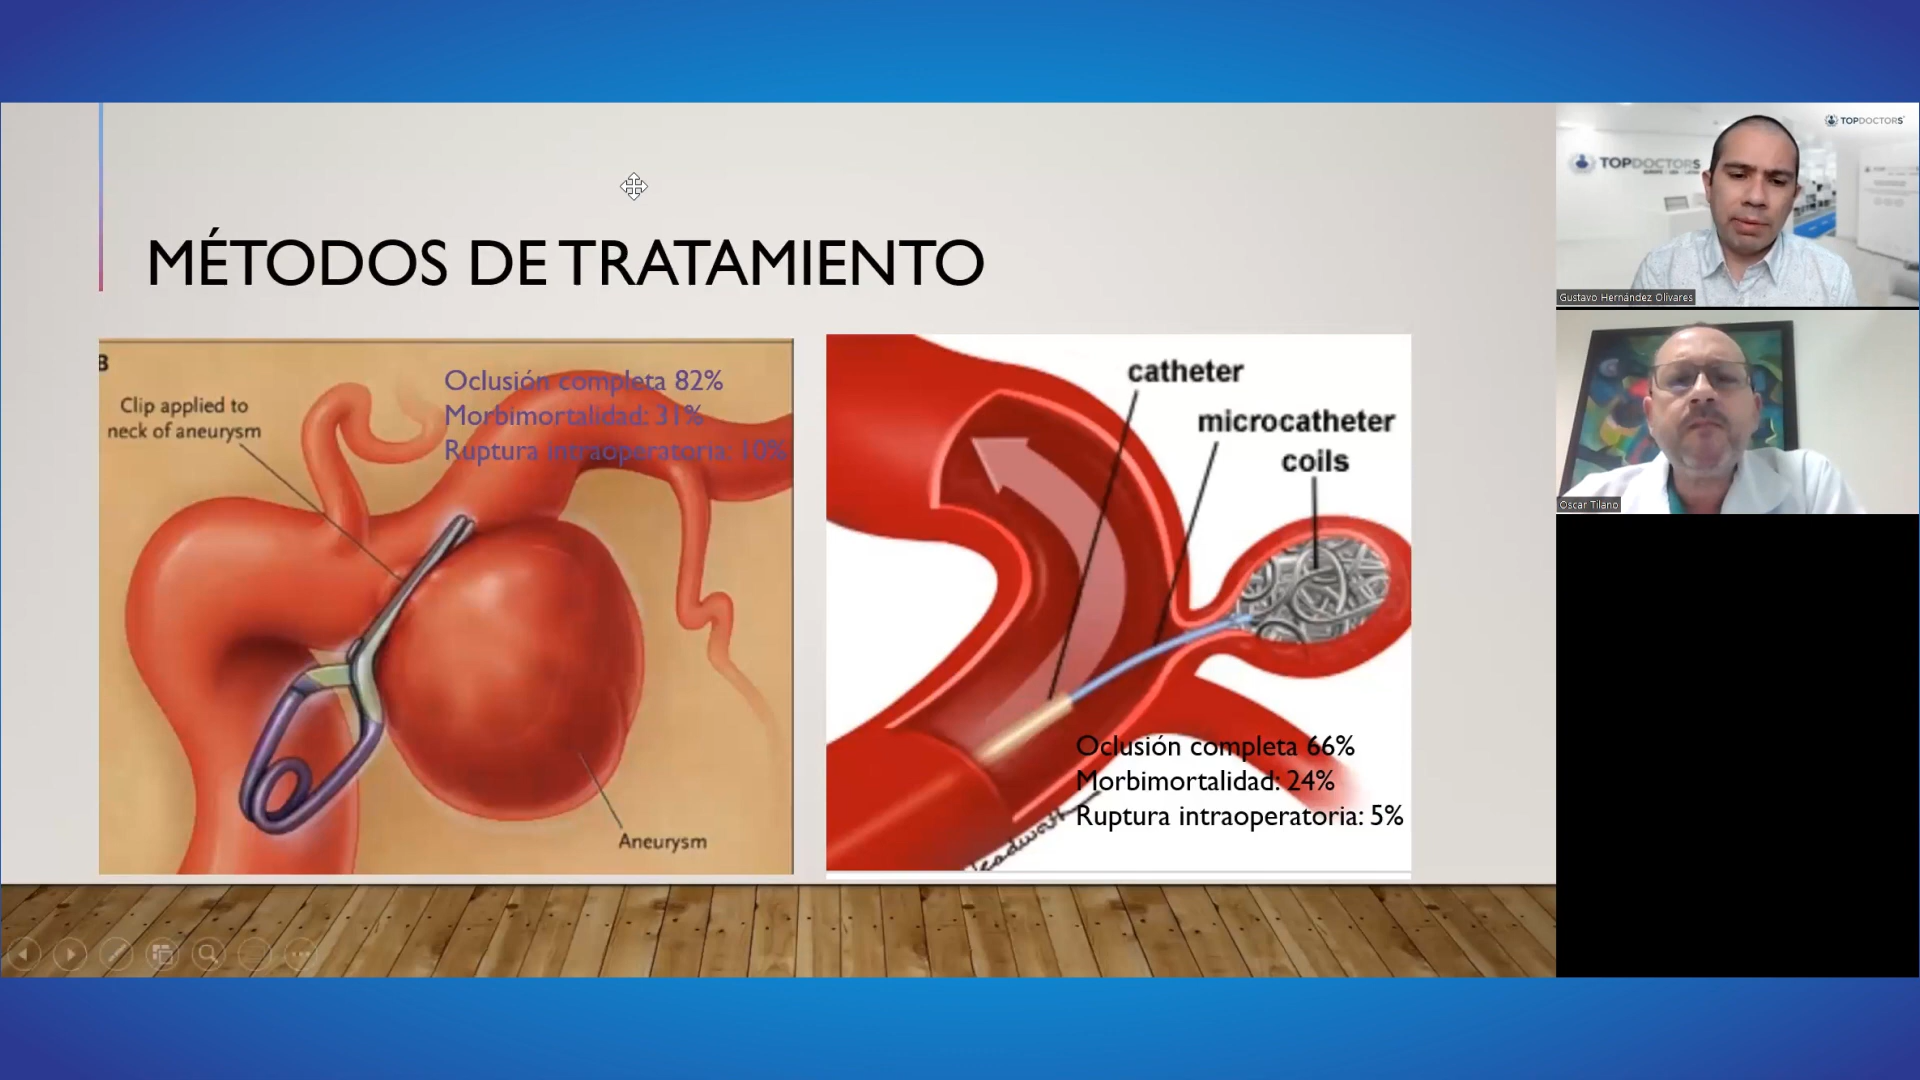 MÉTODOS DE TRATAMIENTO
B
Clip applied to
neck of aneurysm
Oclusión completa 82%
Morbimortalidad: 31%
Ruptura intraoperatoria: 10%
Aneurysm
catheter
microcatheter
coils
Oclusión completa 66%
Morbimortalidad: 24%
Ruptura intraoperatoria: 5%
TOPDOCTORS
TOPDOCTORS
Gustavo Hernández Olivares
Oscar Tilano